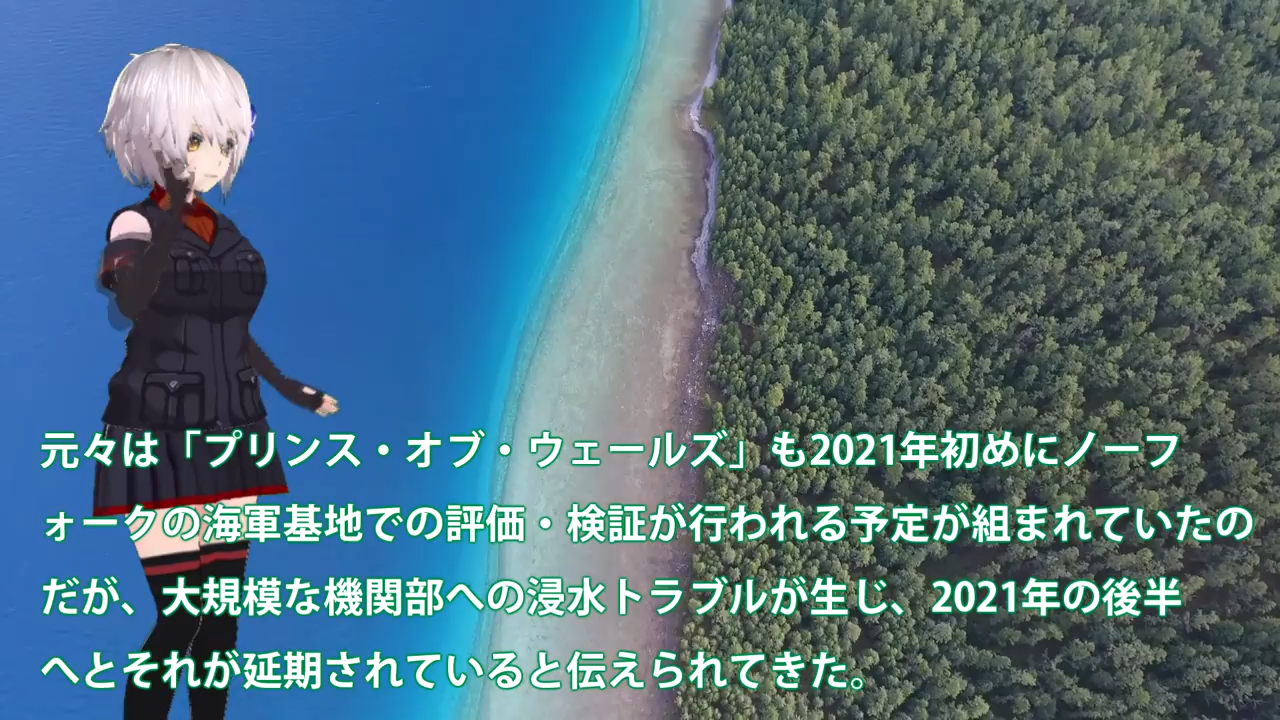 元々は「プリンス・オブ・ウェールズ」も2021年初めにノーフ
ォークの海軍基地での評価・検証が行われる予定が組まれていたの
だが、大規模な機関部への浸水トラブルが生じ、2021年の後半
へとそれが延期されていると伝えられてきた。